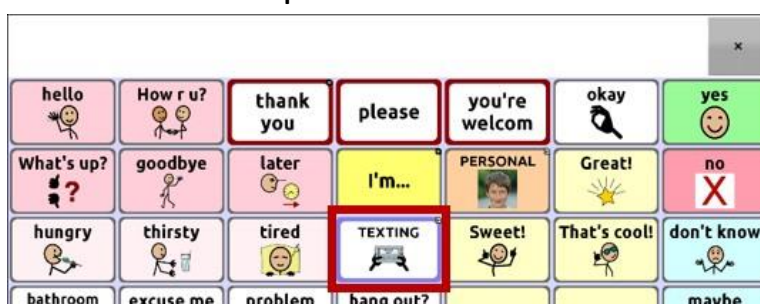 ×
hello
How r u?
thank
you
please
you're
welcom
okay
yes
What's up?
?
goodbye
later
I'm...
PERSONAL
Great!
no
X
hungry
thirsty
tired
TEXTING
Sweet!
That's cool!
don't know
bathroom
excuse me
problem
hang out?
maybe